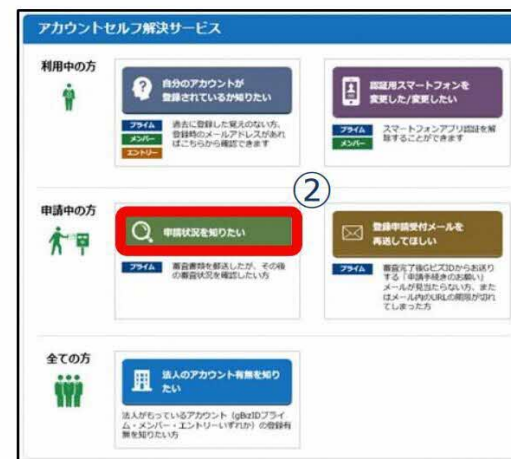 アカウントセルフ解決サービス
利用中の方
自分のアカウントが
登録されているか知りたい
プライム
メンバー
エントリー
過去に登録した覚えのない方、
登録時のメールアドレスがあれ
ばこちらから確認できます
認証用スマートフォンを
変更した/変更したい
プライム
メンバー
スマートフォンアプリ認証を解
除することができます
②
申請中の方
申請状況を知りたい
プライム
審査書類を郵送したが、その後
の審査状況を確認したい方
登録申請受付メールを
再送してほしい
プライム
審査完了後GビズIDからお送り
する「申請手続きのお願い」
メールが見当たらない方、また
はメール内のURLの期限が切れ
てしまった方
全ての方
法人のアカウント有無を知り
たい
法人がもっているアカウント（gBizIDプライ
ム・メンバー・エントリーいずれか）の登録有
無を知りたい方